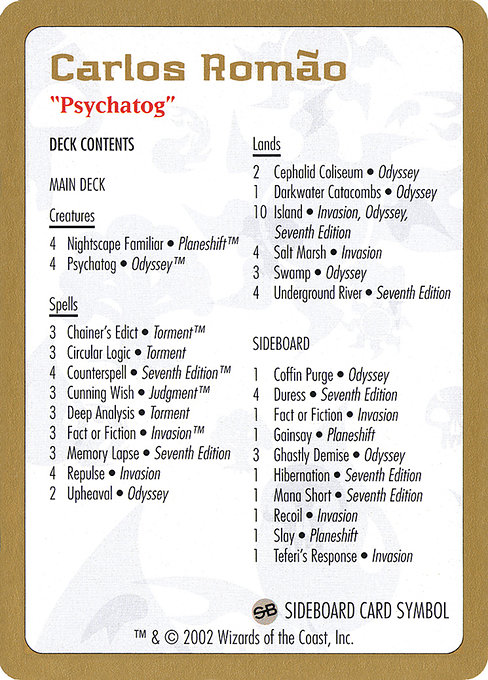 Carlos Romão
"Psychatog"
DECK CONTENTS
MAIN DECK
Creatures
4 Nightscape Familiar • Planeshift™
4 Psychatog • Odyssey™
Spells
3 Chainer's Edict • Torment™
3 Circular Logic • Torment
4 Counterspell • Seventh Edition™
3 Cunning Wish • Judgment™
3 Deep Analysis • Torment
3 Fact or Fiction • Invasion™
3 Memory Lapse • Seventh Edition
4 Repulse • Invasion
2 Upheaval • Odyssey
Lands
2 Cephalid Coliseum • Odyssey
1 Darkwater Catacombs • Odyssey
10 Island • Invasion, Odyssey,
Seventh Edition
4 Salt Marsh • Invasion
3 Swamp • Odyssey
4 Underground River • Seventh Edition
SIDEBOARD
1 Coffin Purge • Odyssey
4 Duress • Seventh Edition
1 Fact or Fiction • Invasion
1 Gainsay • Planeshift
3 Ghastly Demise • Odyssey
1 Hibernation • Seventh Edition
1 Mana Short • Seventh Edition
1 Recoil • Invasion
1 Slay • Planeshift
1 Teferi's Response • Invasion
SB SIDEBOARD CARD SYMBOL
™ & © 2002 Wizards of the Coast, Inc.